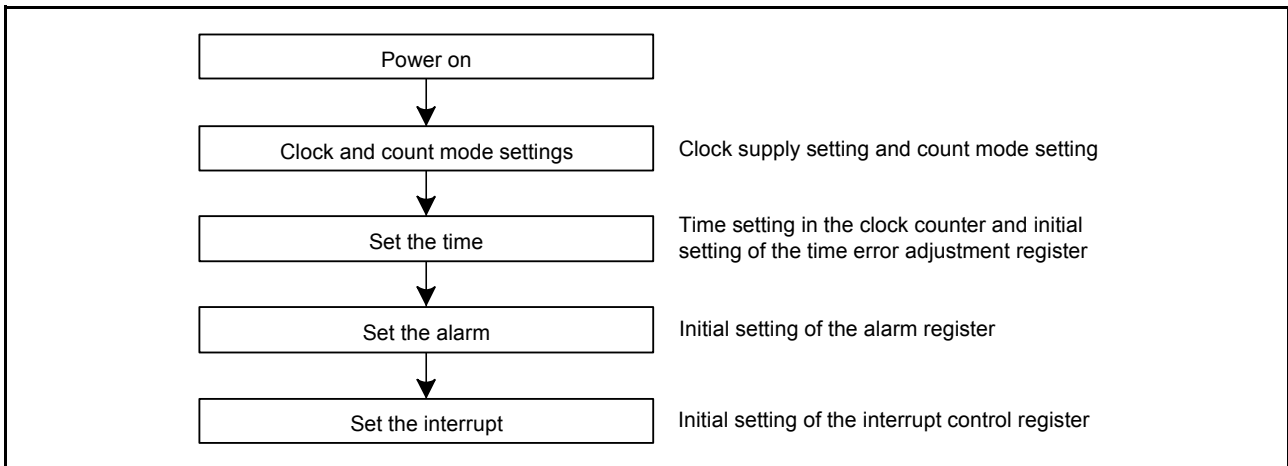 Power on
Clock and count mode settings
Clock supply setting and count mode setting
Set the time
Time setting in the clock counter and initial
setting of the time error adjustment register
Set the alarm
Initial setting of the alarm register
Set the interrupt
Initial setting of the interrupt control register